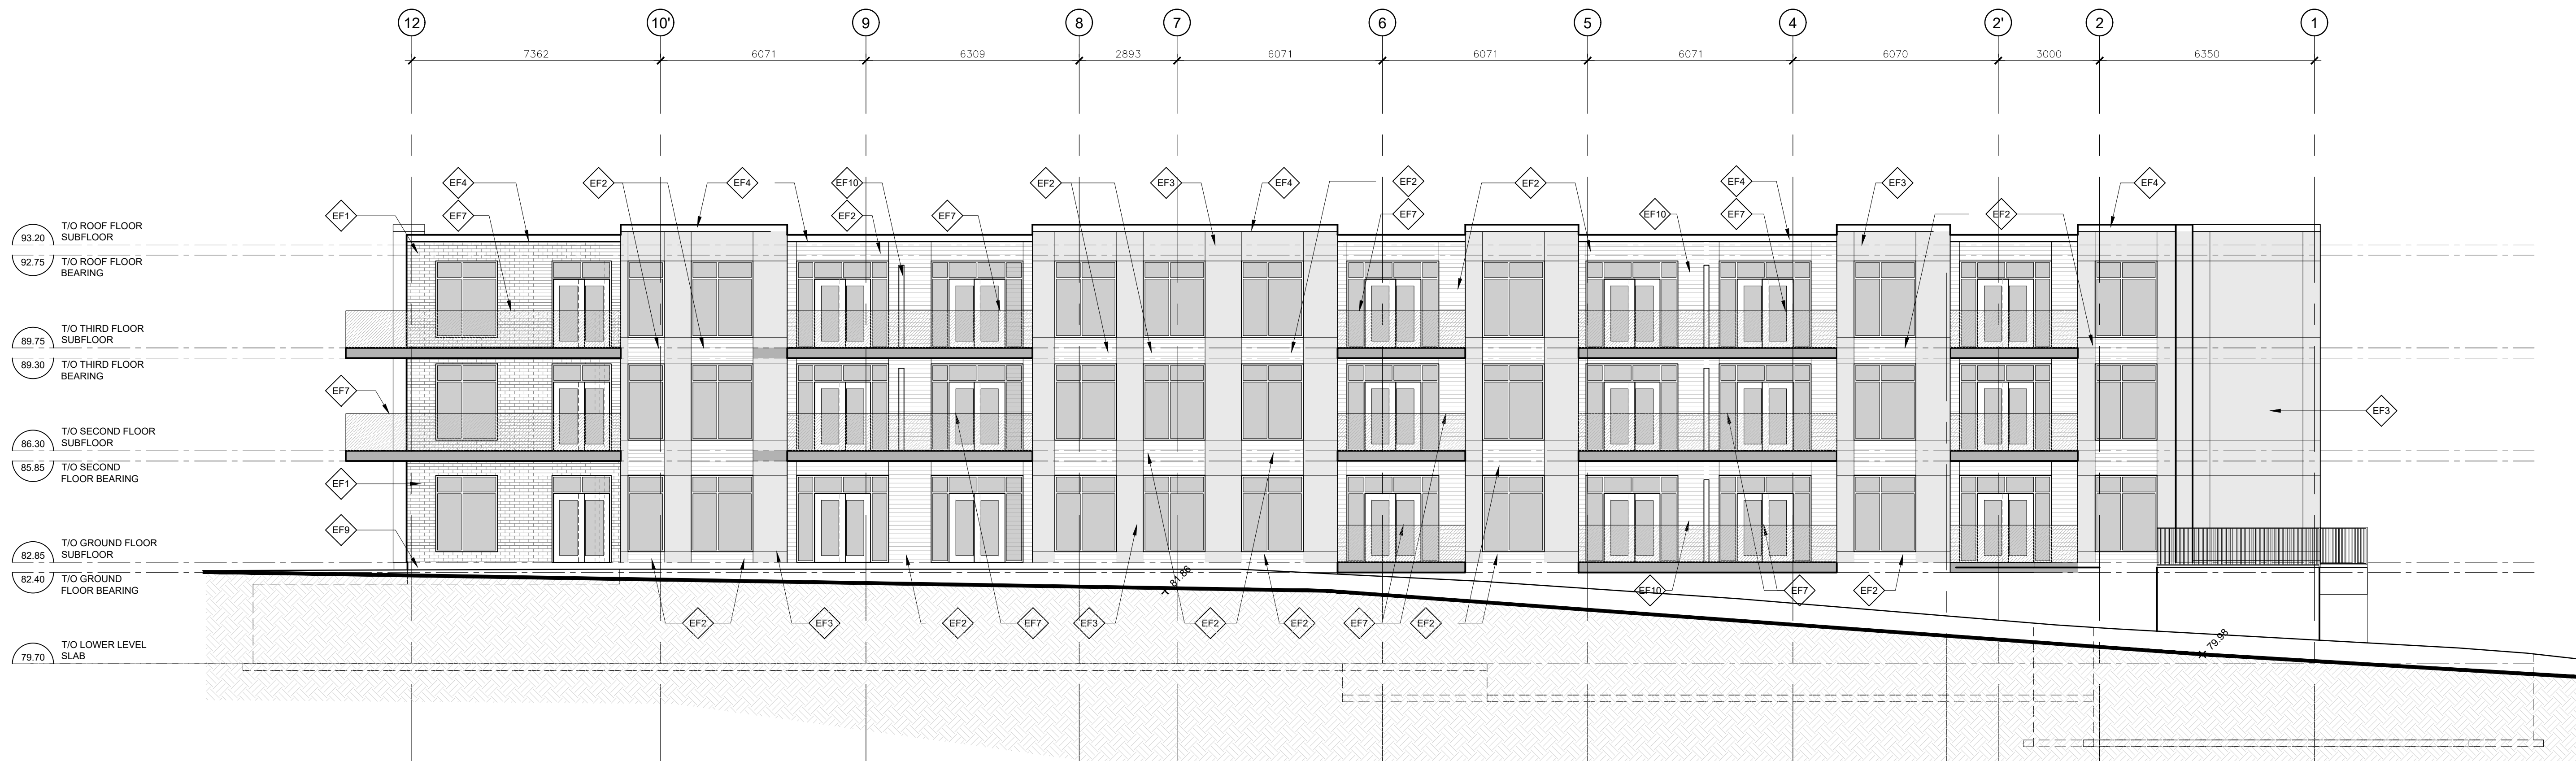 12 10' 9 8 7 6 5 4 2' 2 1
7362 6071 6309 2893 6071 6071 6071 6070 3000 6350
EF4 EF2 EF4 EF10 EF2 EF3 EF4 EF2 EF2 EF4 EF3 EF4
EF1 EF7 EF2 EF7 EF7 EF10 EF7 EF2
T/O ROOF FLOOR
93.20 SUBFLOOR
92.75 T/O ROOF FLOOR
BEARING
T/O THIRD FLOOR
89.75 SUBFLOOR
89.30 T/O THIRD FLOOR
BEARING
EF7
EF3
T/O SECOND FLOOR
86.30 SUBFLOOR
85.85 T/O SECOND
FLOOR BEARING
EF1
EF9
T/O GROUND FLOOR
82.85 SUBFLOOR
82.40 T/O GROUND
FLOOR BEARING
81.86
EF10 EF7 EF2
EF2 EF3 EF2 EF7 EF3 EF2 EF2 EF7 EF2
T/O LOWER LEVEL
79.70 SLAB
79.98